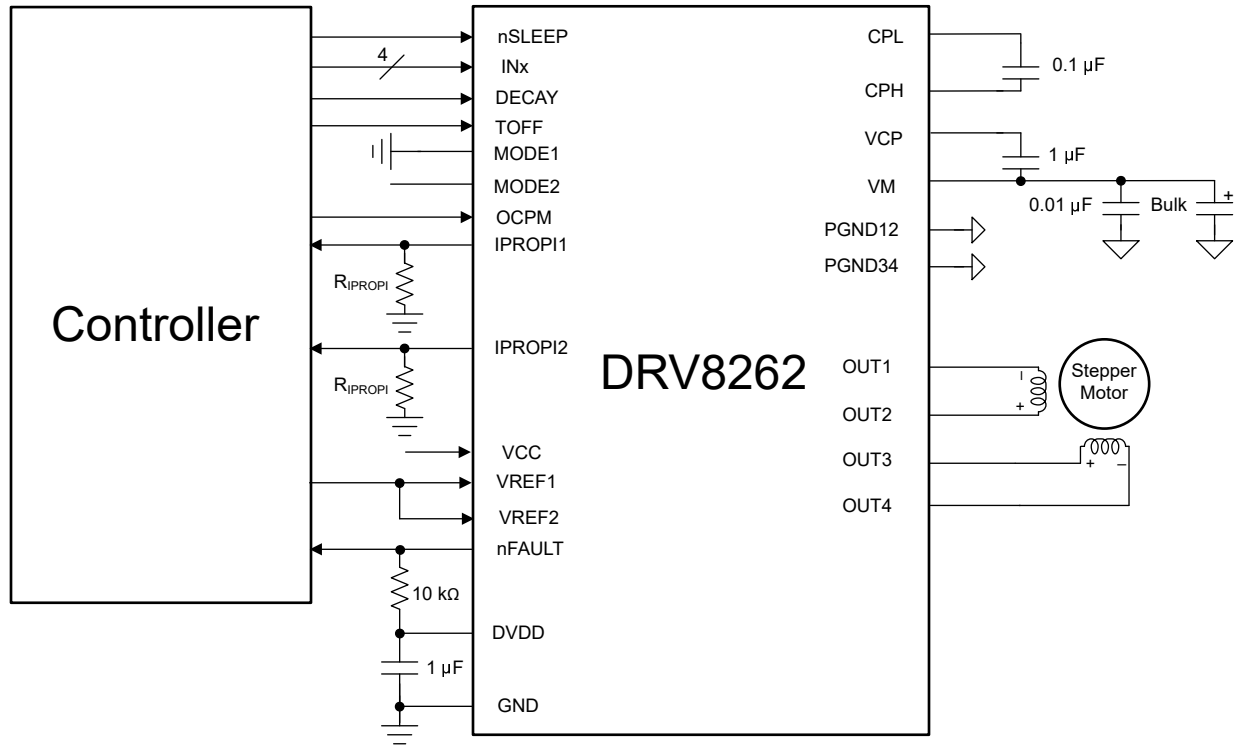 Controller
4
nSLEEP
INx
DECAY
TOFF
MODE1
MODE2
OCPM
IPROPI1
RIPROPI
IPROPI2
RIPROPI
VCC
VREF1
VREF2
nFAULT
10 kΩ
DVDD
1 µF
GND
DRV8262
CPL
0.1 µF
CPH
VCP
1 µF
VM
0.01 µF
Bulk
+
PGND12
PGND34
OUT1
−
OUT2
+
Stepper
Motor
OUT3
+ −
OUT4